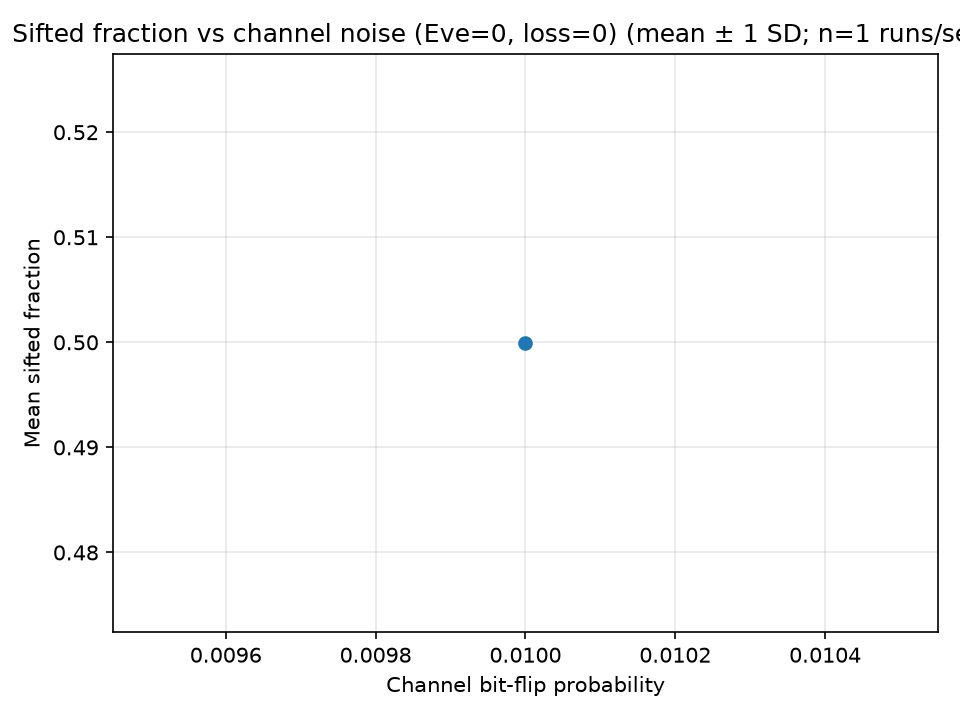 Sifted fraction vs channel noise (Eve=0, loss=0) (mean ± 1 SD; n=1 runs/se
0.52
0.51
0.50
0.49
0.48
Mean sifted fraction
0.0096 0.0098 0.0100 0.0102 0.0104
Channel bit-flip probability